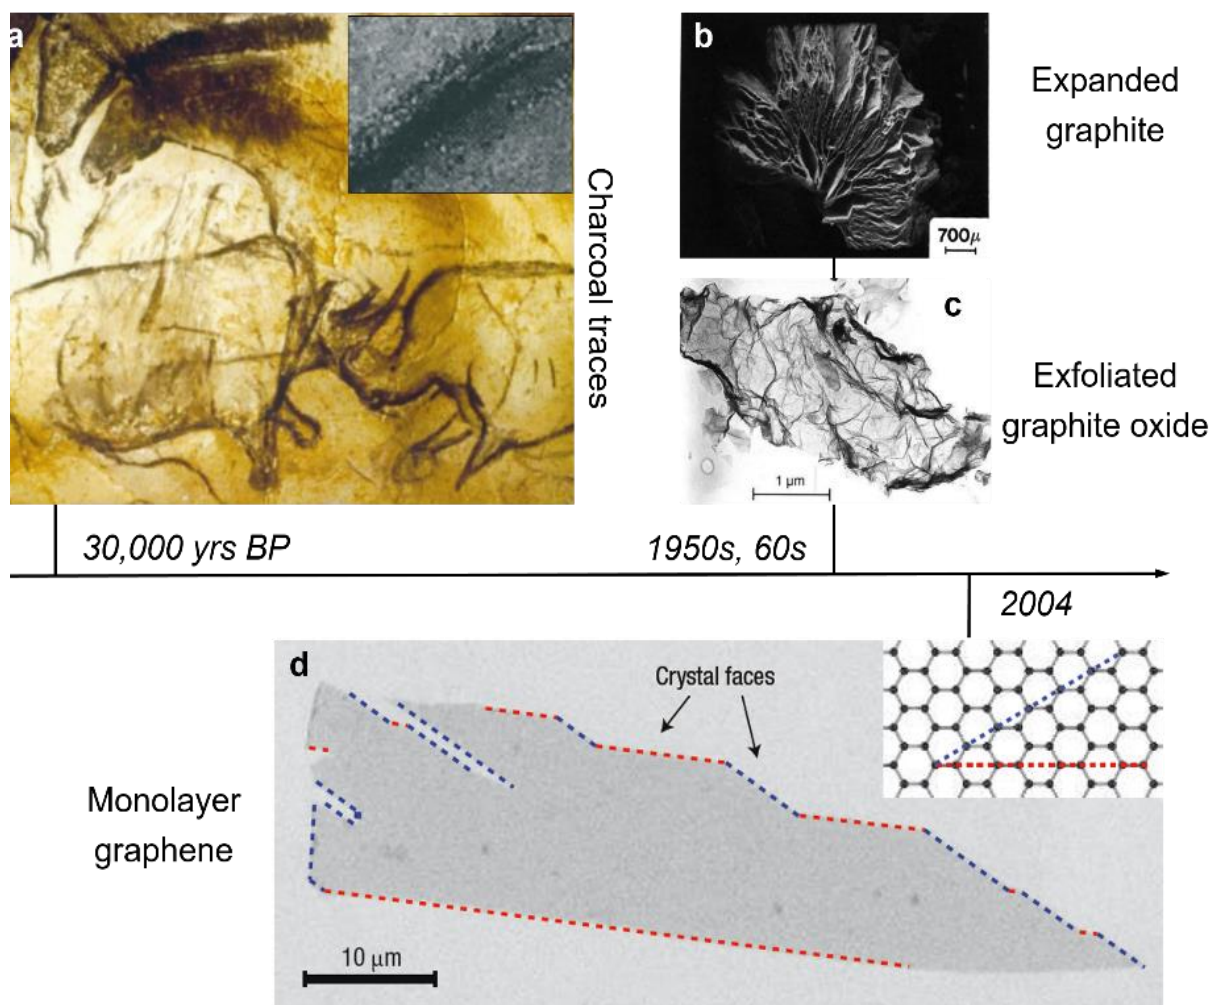 a
Charcoal traces
b
Expanded
graphite
700μ
c
Exfoliated
graphite oxide
1 μm
30,000 yrs BP
1950s, 60s
2004
d
Crystal faces
Monolayer
graphene
10 μm